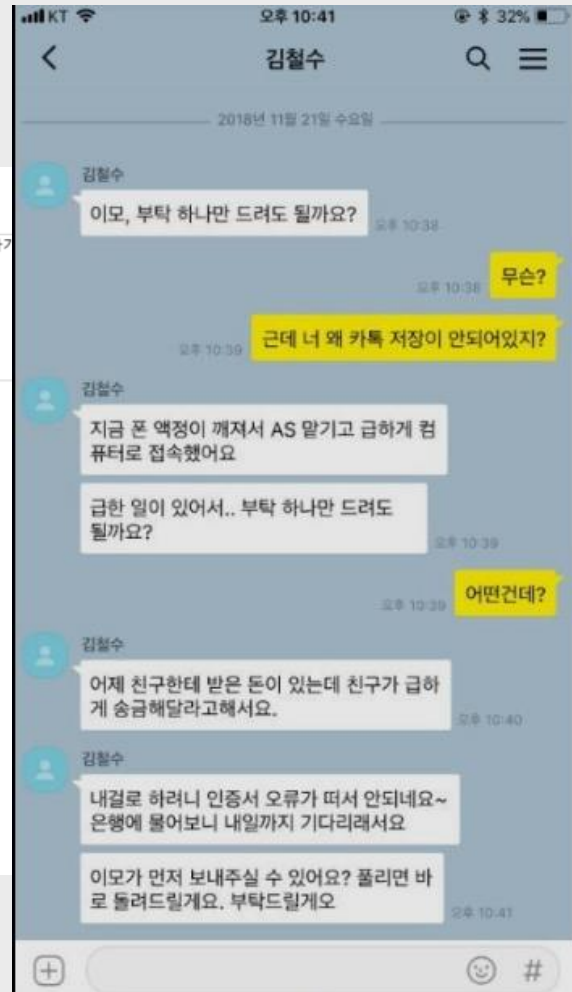 KT
오후 10:41
32%
김철수
2018년 11월 21일 수요일
김철수
이모, 부탁 하나만 드려도 될까요?
오후 10:38
무슨?
오후 10:38
근데 너 왜 카톡 저장이 안되어있지?
오후 10:39
김철수
지금 폰 액정이 깨져서 AS 맡기고 급하게 컴
퓨터로 접속했어요
급한 일이 있어서.. 부탁 하나만 드려도
될까요?
오후 10:39
어떤건데?
오후 10:39
김철수
어제 친구한테 받은 돈이 있는데 친구가 급하
게 송금해달라고해서요.
오후 10:40
김철수
내걸로 하려니 인증서 오류가 떠서 안되네요~
은행에 물어보니 내일까지 기다리래서요
이모가 먼저 보내주실 수 있어요? 풀리면 바
로 돌려드릴게요. 부탁드릴게오
오후 10:41
#